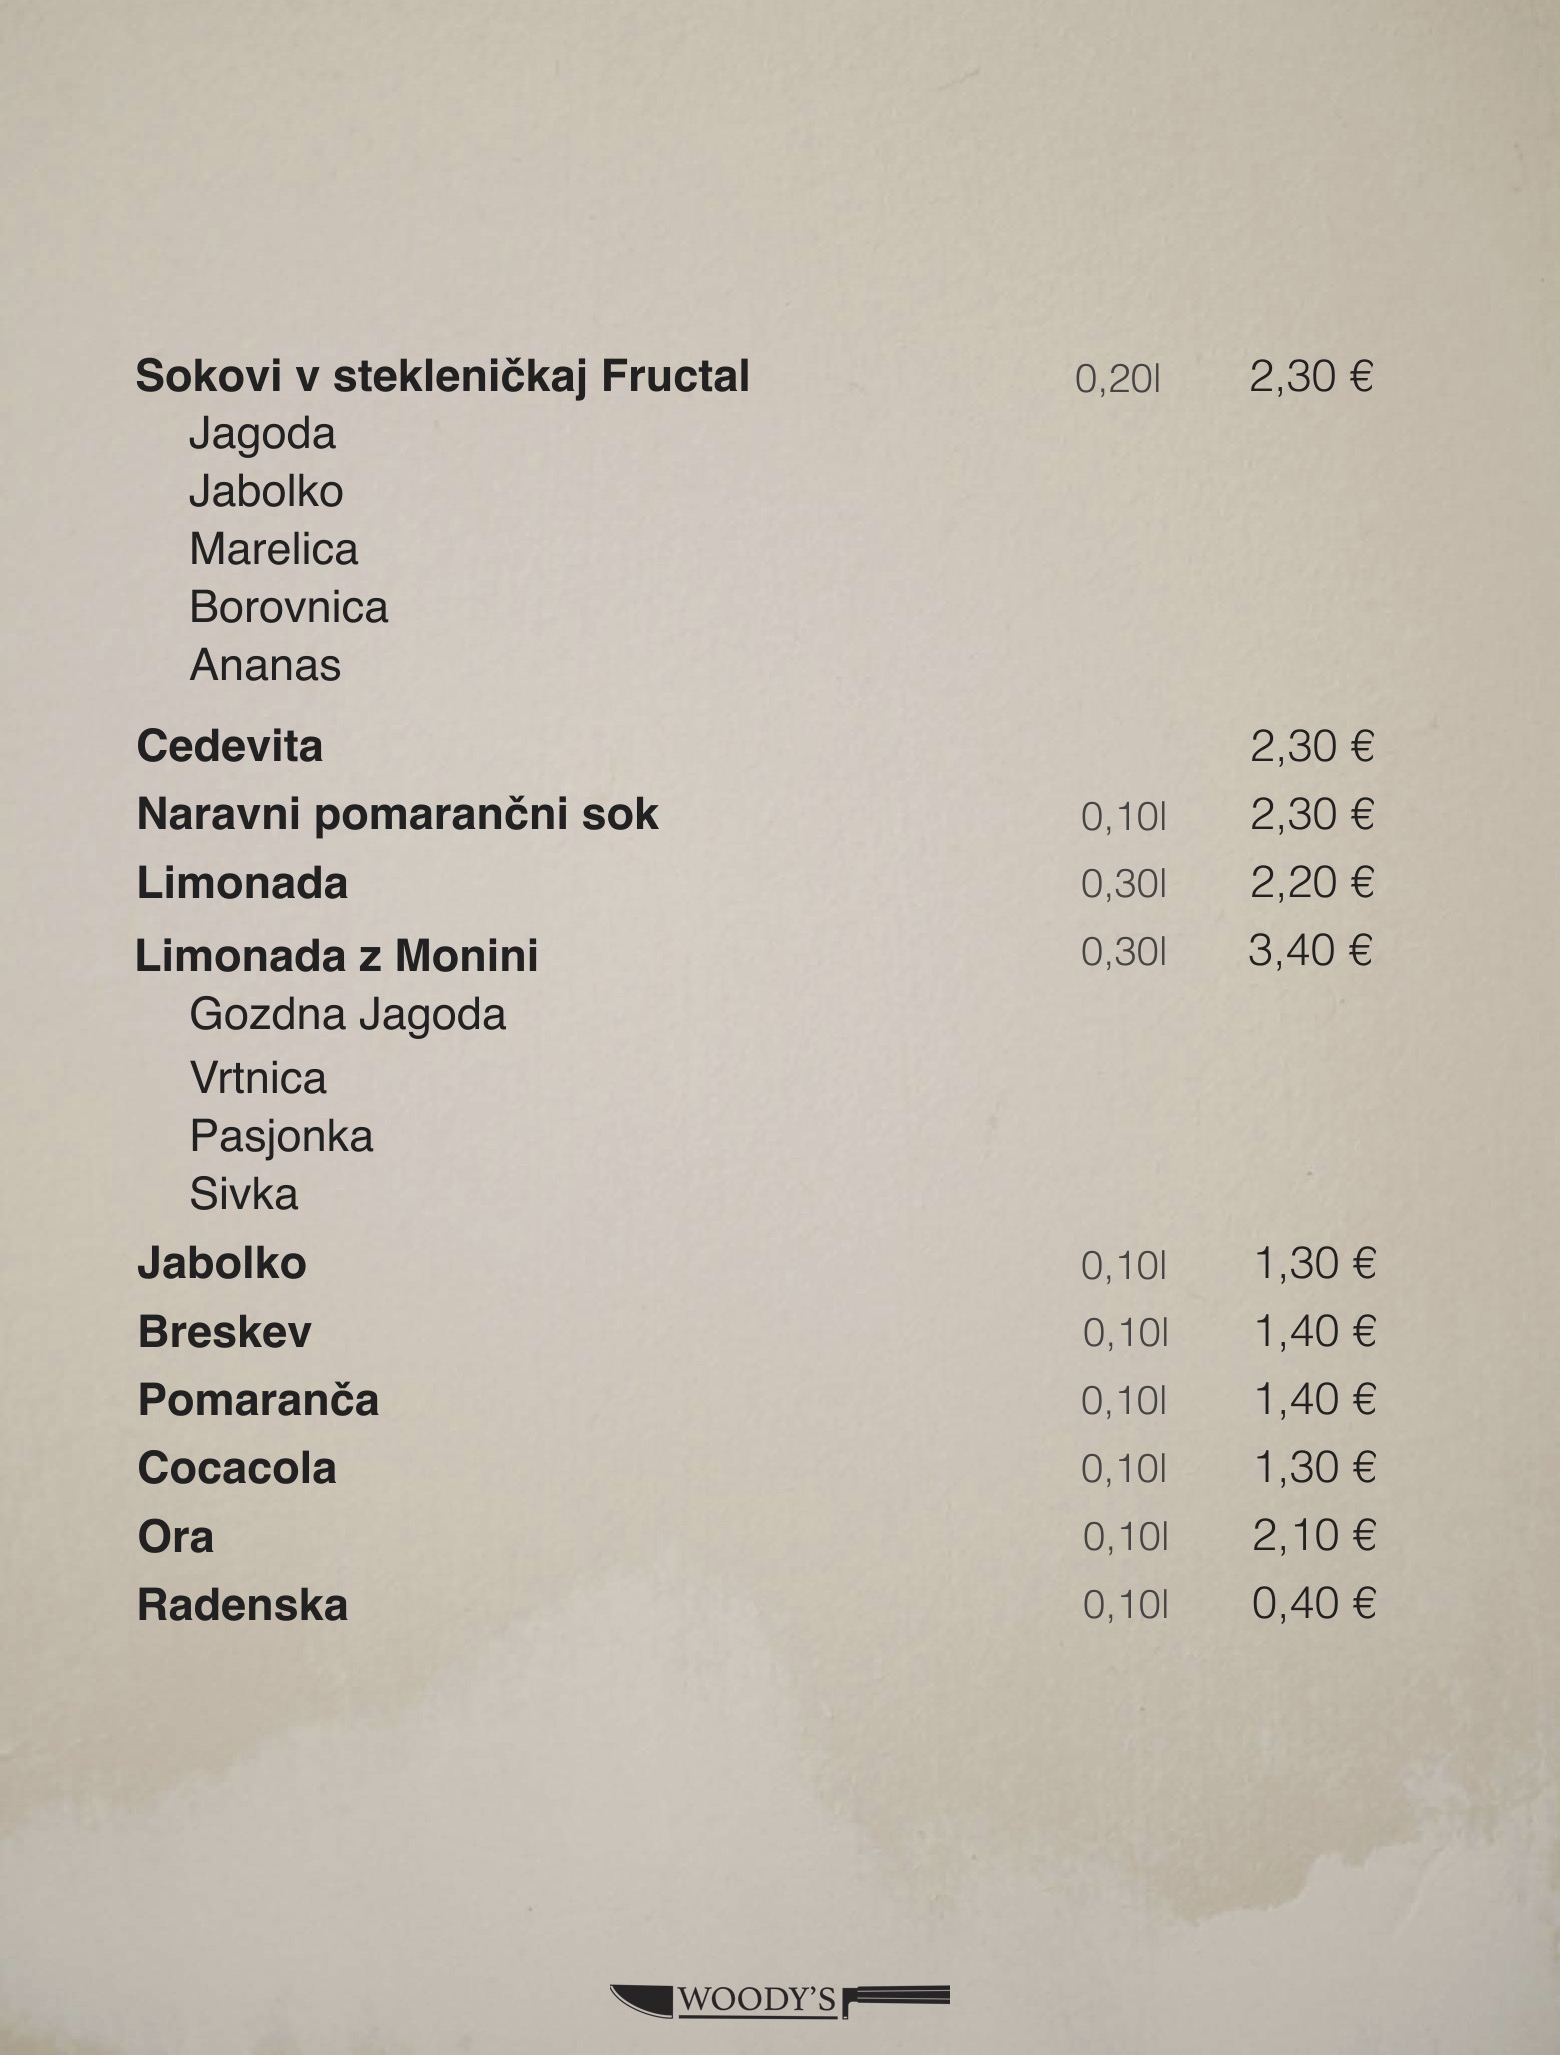 Sokovi v stekleničkaj Fructal 0,20l 2,30 €
Jagoda
Jabolko
Marelica
Borovnica
Ananas
Cedevita 2,30 €
Naravni pomarančni sok 0,10l 2,30 €
Limonada 0,30l 2,20 €
Limonada z Monini 0,30l 3,40 €
Gozdna Jagoda
Vrtnica
Pasjonka
Sivka
Jabolko 0,10l 1,30 €
Breskev 0,10l 1,40 €
Pomaranča 0,10l 1,40 €
Cocacola 0,10l 1,30 €
Ora 0,10l 2,10 €
Radenska 0,10l 0,40 €
WOODY'S